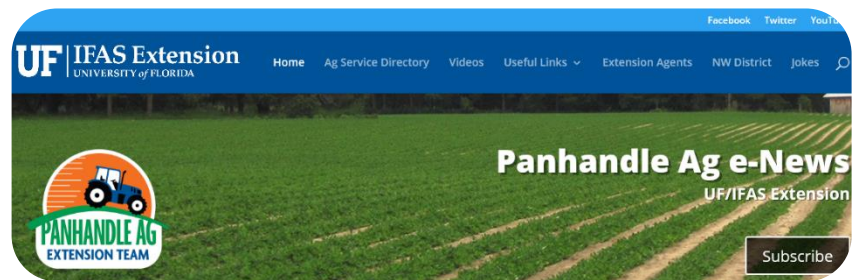 Facebook Twitter
UF IFAS Extension
UNIVERSITY of FLORIDA
Home Ag Service Directory Videos Useful Links Extension Agents NW District Jokes
Panhandle Ag e-News
UF/IFAS Extension
PANHANDLE AG
EXTENSION TEAM
Subscribe